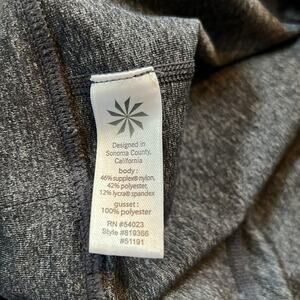 Designed in
Sonoma County,
California
body:
46% supplex® nylon,
42% polyester,
12% lycra® spandex
gusset:
100% polyester
RN #54023
Style #819366
#51191